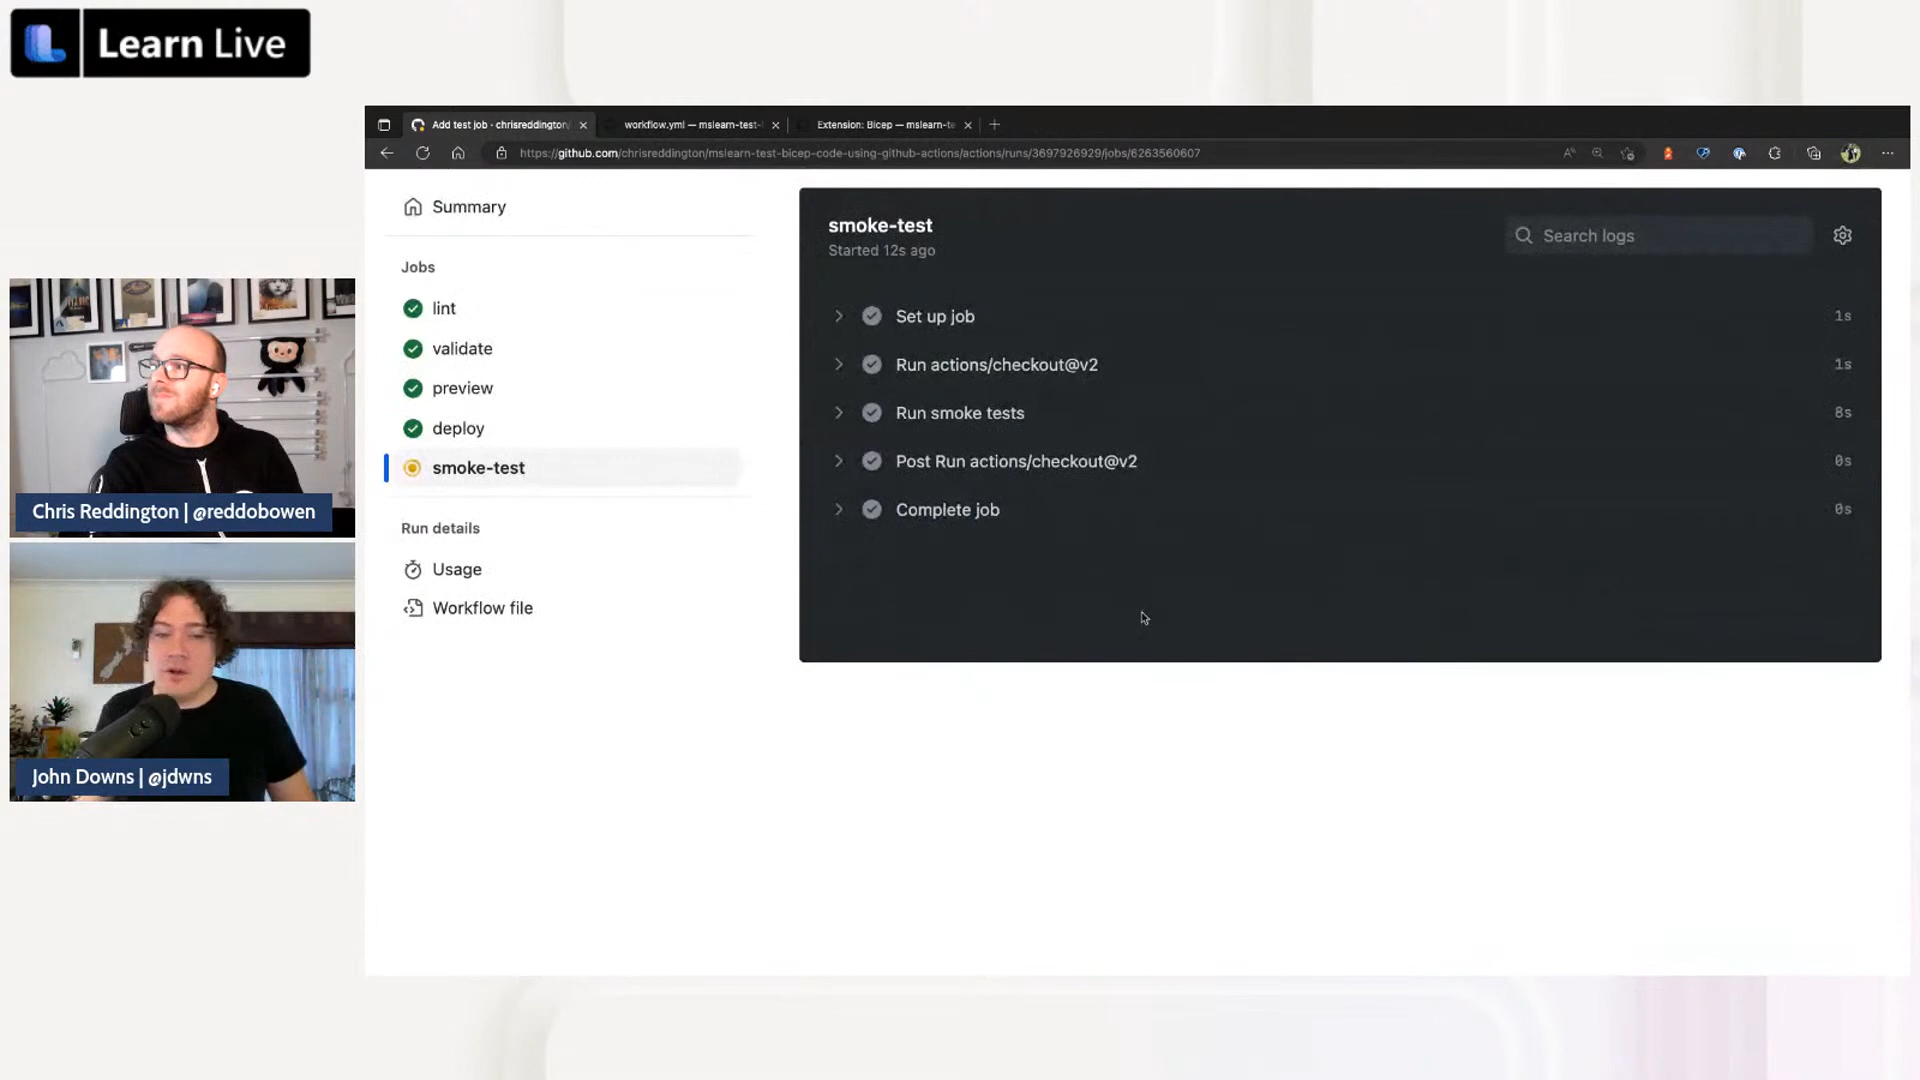 Learn Live
Add test job · chrisreddington/
workflow.yml — mslearn-test-
Extension: Bicep — mslearn-te
https://github.com/chrisreddington/mslearn-test-bicep-code-using-github-actions/actions/runs/3697926929/jobs/6263560607
Summary
Jobs
lint
validate
preview
deploy
smoke-test
Run details
Usage
Workflow file
smoke-test
Started 12s ago
Search logs
Set up job 1s
Run actions/checkout@v2 1s
Run smoke tests 8s
Post Run actions/checkout@v2 0s
Complete job 0s
Chris Reddington | @reddobowen
John Downs | @jdwns